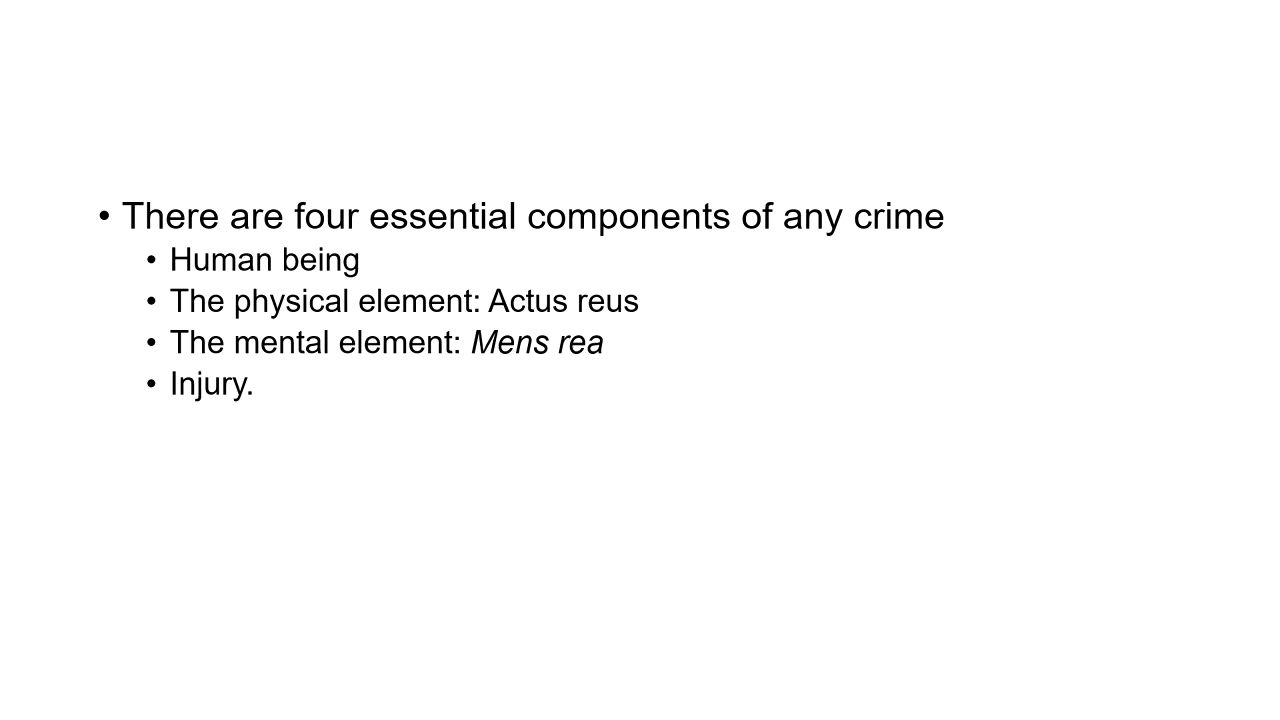 • There are four essential components of any crime
• Human being
• The physical element: Actus reus
• The mental element: Mens rea
• Injury.